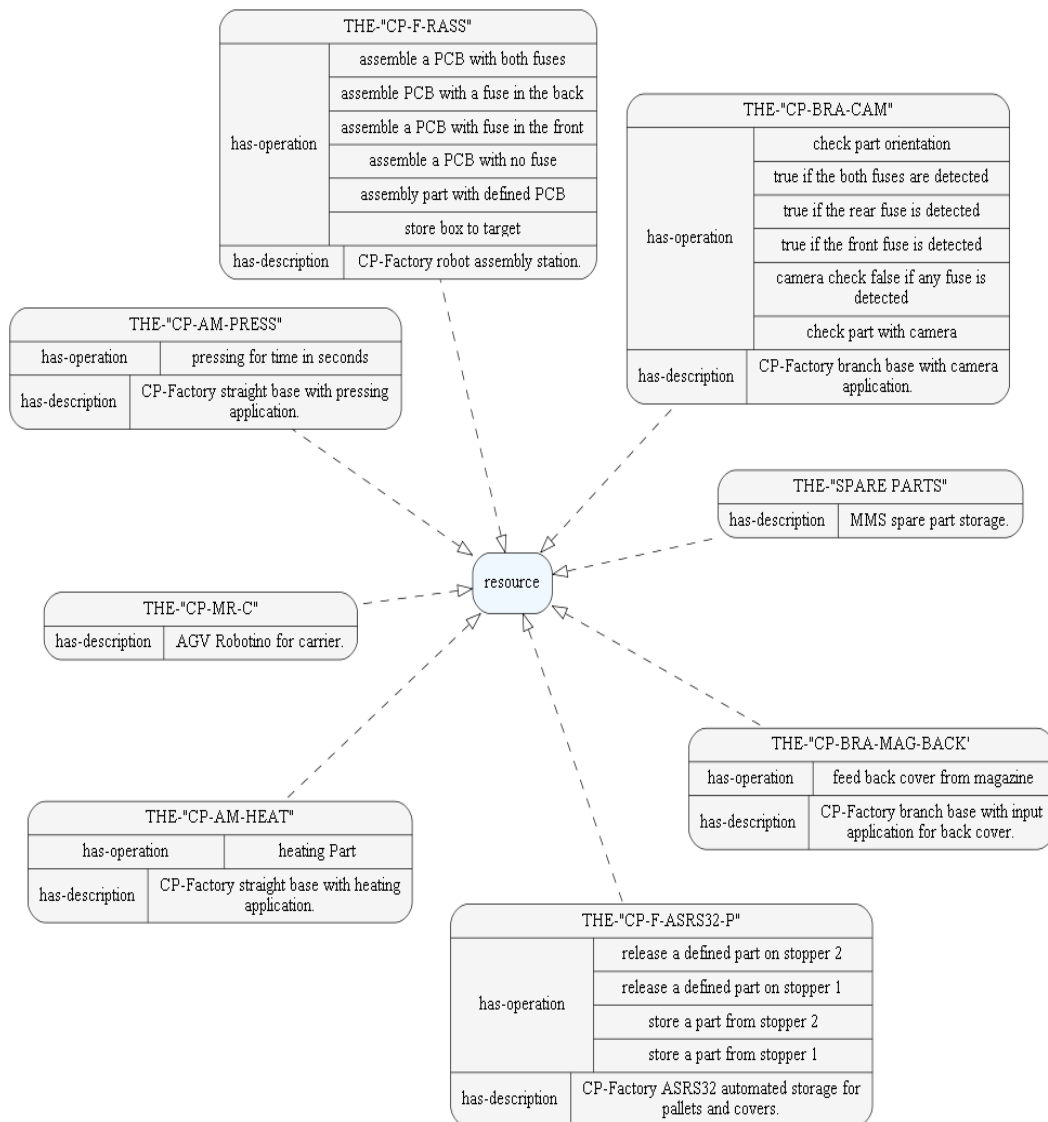 THE-"CP-F-RASS"
has-operation
assemble a PCB with both fuses
assemble PCB with a fuse in the back
assemble a PCB with fuse in the front
assemble a PCB with no fuse
assembly part with defined PCB
store box to target
has-description
CP-Factory robot assembly station.
THE-"CP-BRA-CAM"
has-operation
check part orientation
true if the both fuses are detected
true if the rear fuse is detected
true if the front fuse is detected
camera check false if any fuse is
detected
check part with camera
has-description
CP-Factory branch base with camera
application.
THE-"CP-AM-PRESS"
has-operation
pressing for time in seconds
has-description
CP-Factory straight base with pressing
application.
THE-"SPARE PARTS"
has-description
MMS spare part storage.
resource
THE-"CP-MR-C"
has-description
AGV Robotino for carrier.
THE-"CP-BRA-MAG-BACK'
has-operation
feed back cover from magazine
has-description
CP-Factory branch base with input
application for back cover.
THE-"CP-AM-HEAT"
has-operation
heating Part
has-description
CP-Factory straight base with heating
application.
THE-"CP-F-ASRS32-P"
has-operation
release a defined part on stopper 2
release a defined part on stopper 1
store a part from stopper 2
store a part from stopper 1
has-description
CP-Factory ASRS32 automated storage for
pallets and covers.